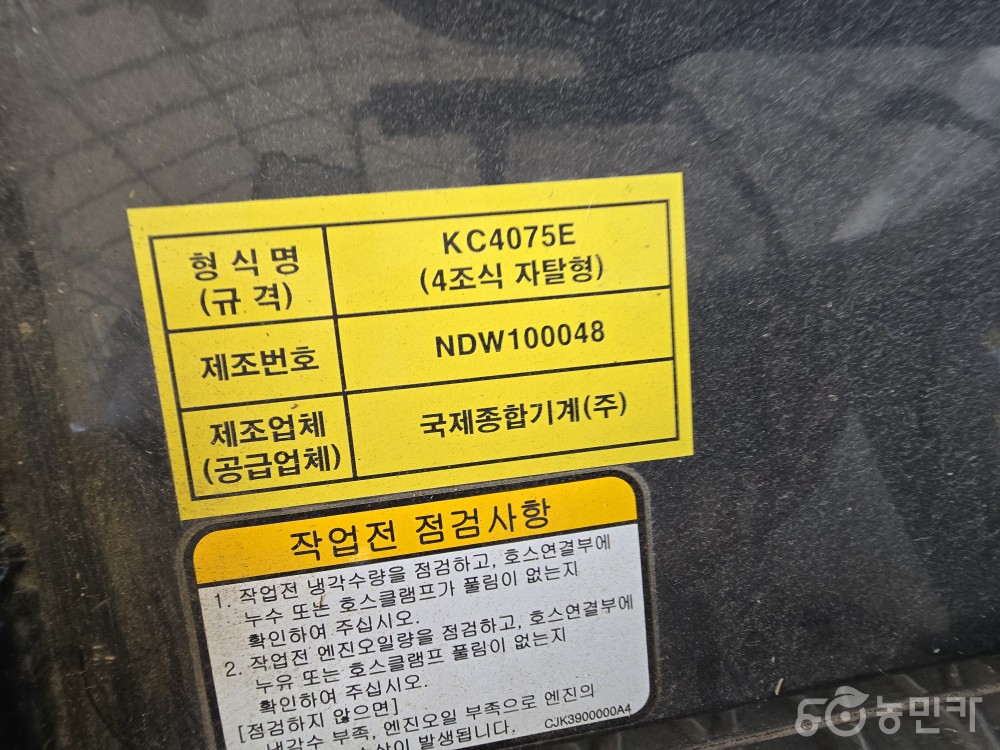 형식명
(규격)
KC4075E
(4조식 자탈형)
제조번호
NDW100048
제조업체
(공급업체)
국제종합기계(주)
작업전 점검사항
1. 작업전 냉각수량을 점검하고, 호스연결부에
누수 또는 호스클램프가 풀림이 없는지
확인하여 주십시오.
2. 작업전 엔진오일량을 점검하고, 호스연결부에
누유 또는 호스클램프 풀림이 없는지
확인하여 주십시오.
[점검하지 않으면]
냉각수 부족, 엔진오일 부족으로 엔진의
발생됩니다.
CJK3900000A4
농민카